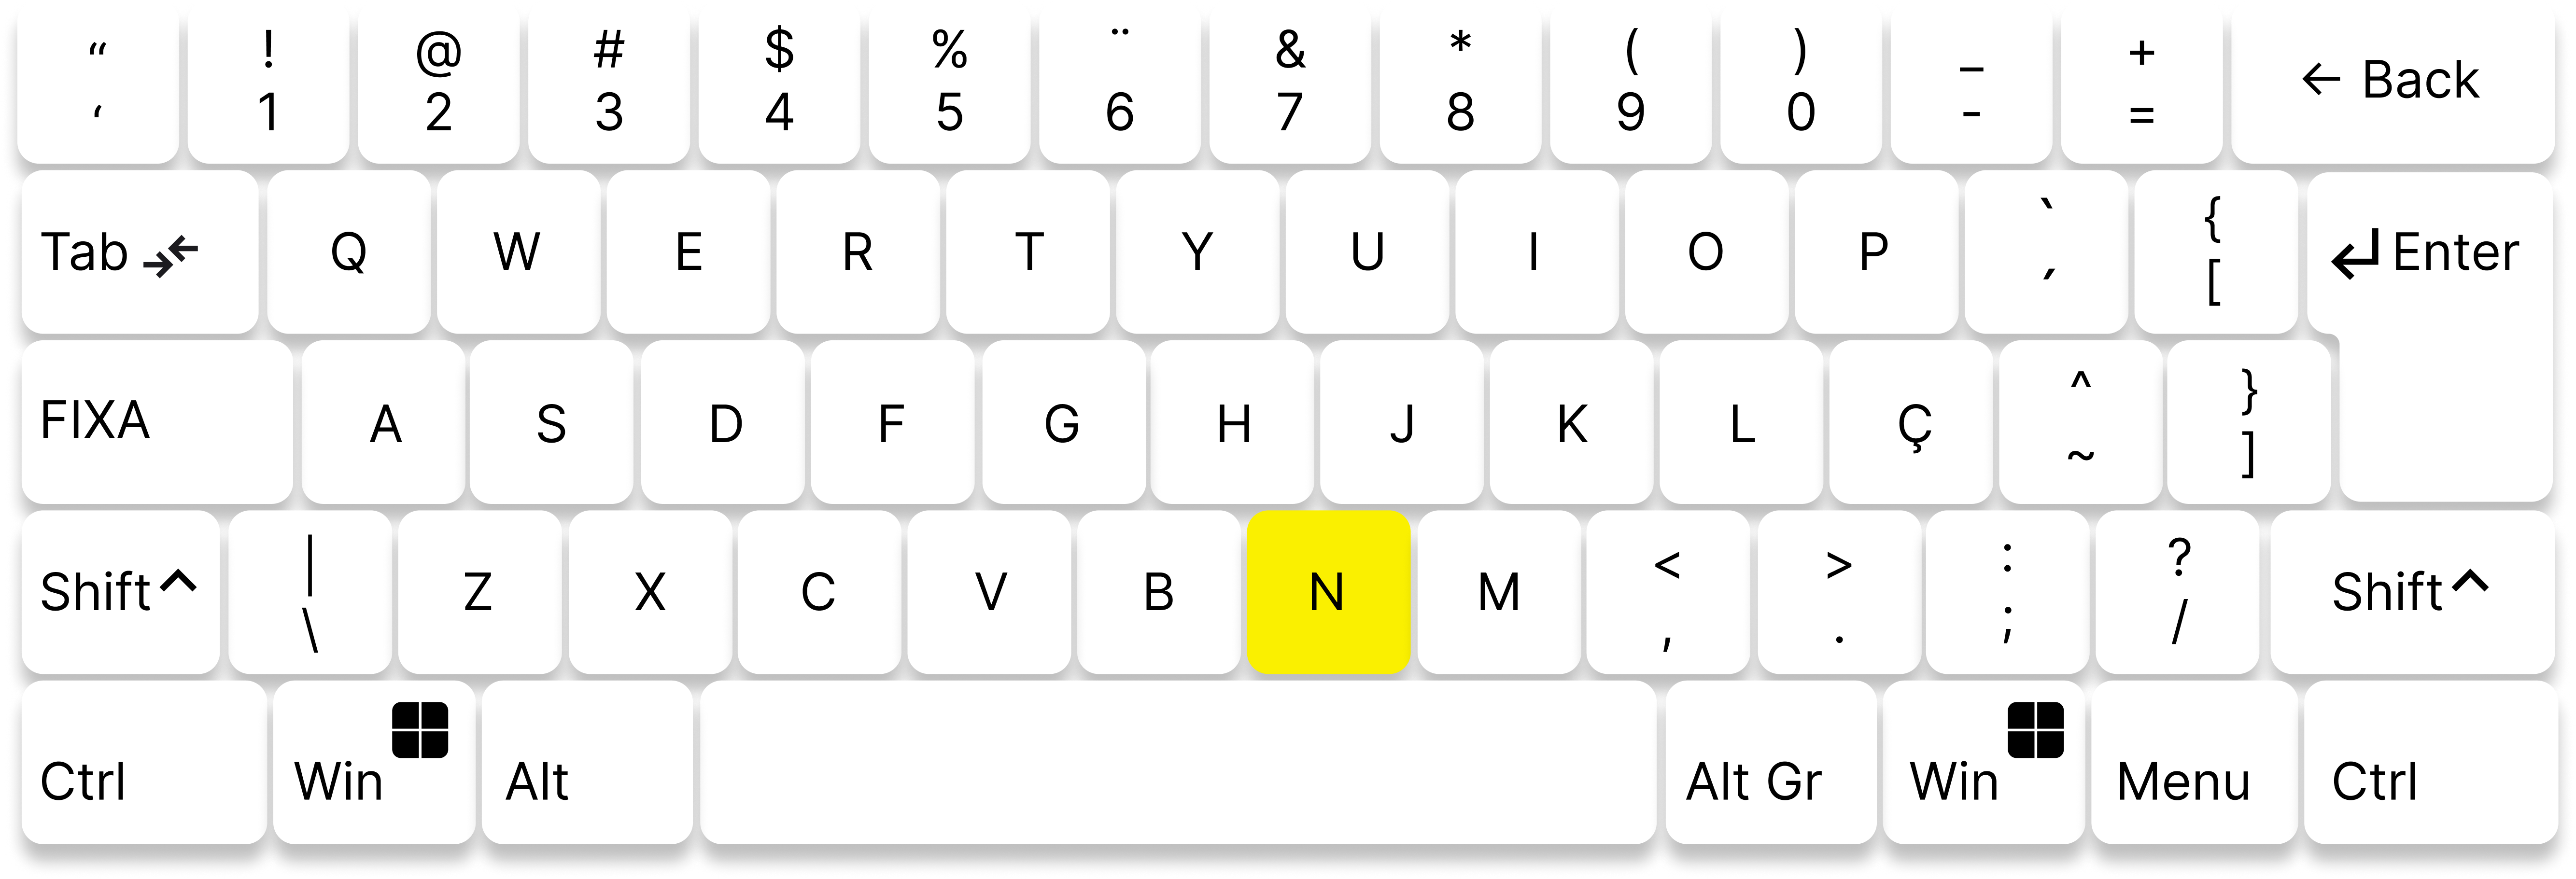 “ ! @ # $ % ¨ & * ( ) _ +
‘ 1 2 3 4 5 6 7 8 9 0 - = ← Back
Tab Q W E R T Y U I O P ` ´ { [ ↵ Enter
FIXA A S D F G H J K L Ç ^ ~ } ]
Shift ^ | \ Z X C V B N M < , > . : ; ? / Shift ^
Ctrl Win Alt Alt Gr Win Menu Ctrl